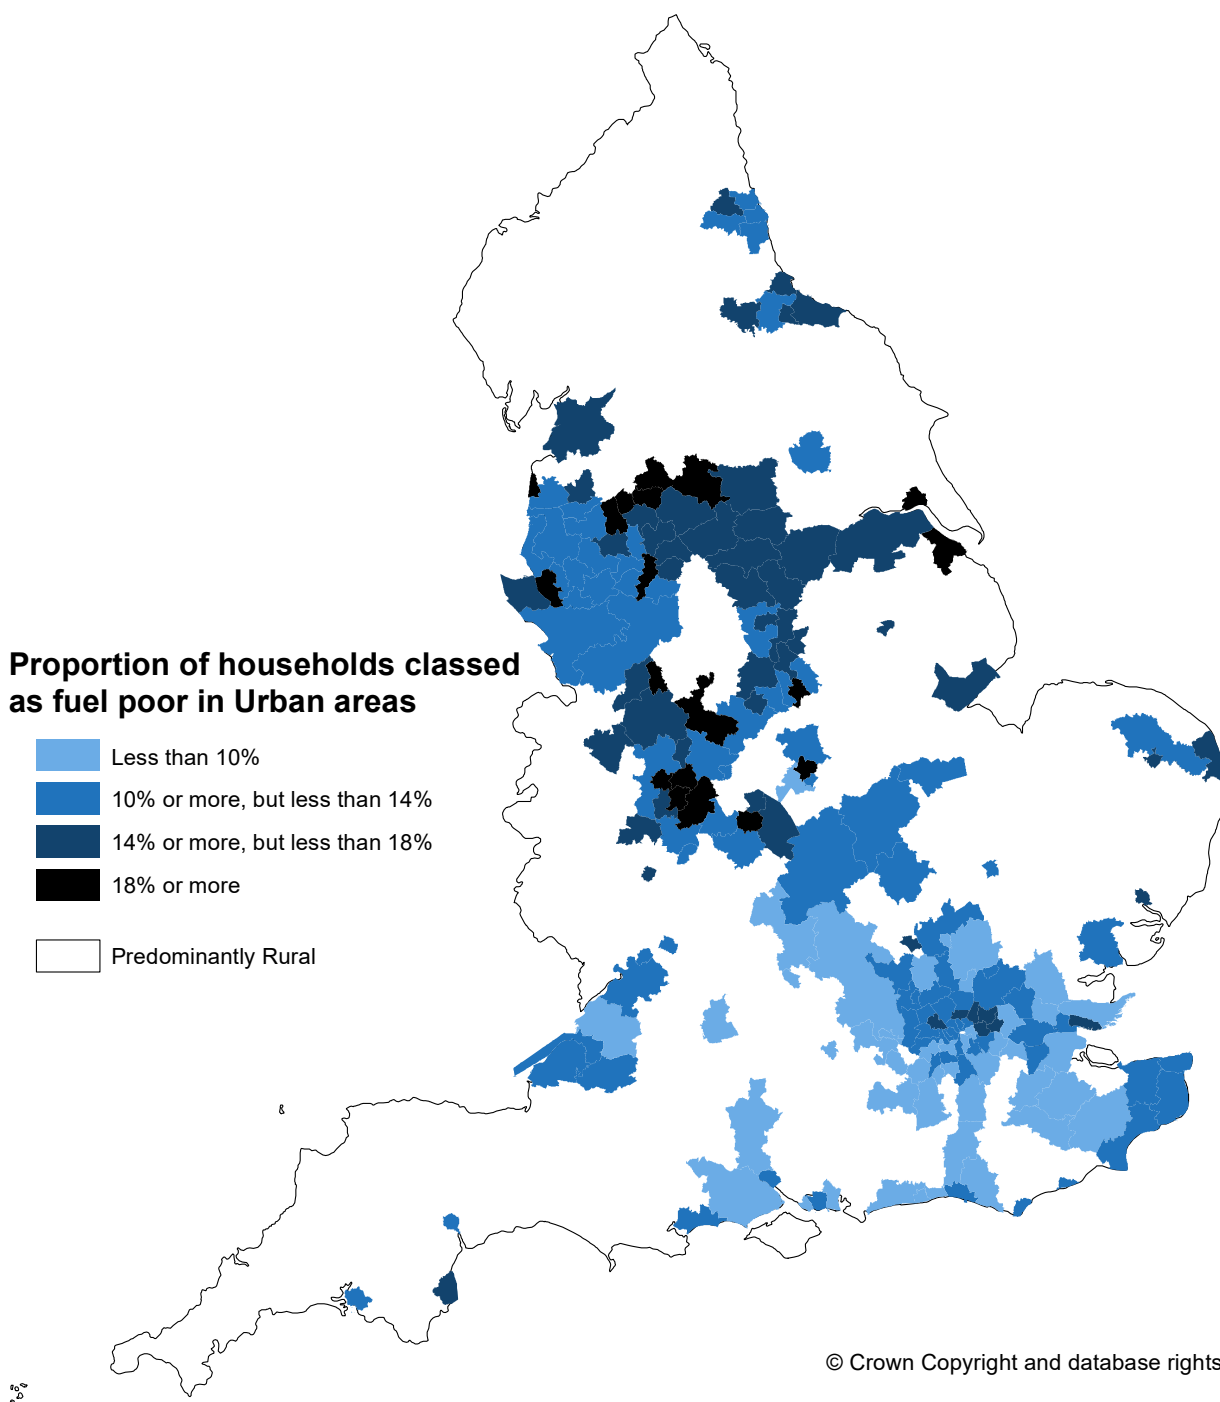 Proportion of households classed
as fuel poor in Urban areas
Less than 10%
10% or more, but less than 14%
14% or more, but less than 18%
18% or more
Predominantly Rural
© Crown Copyright and database rights